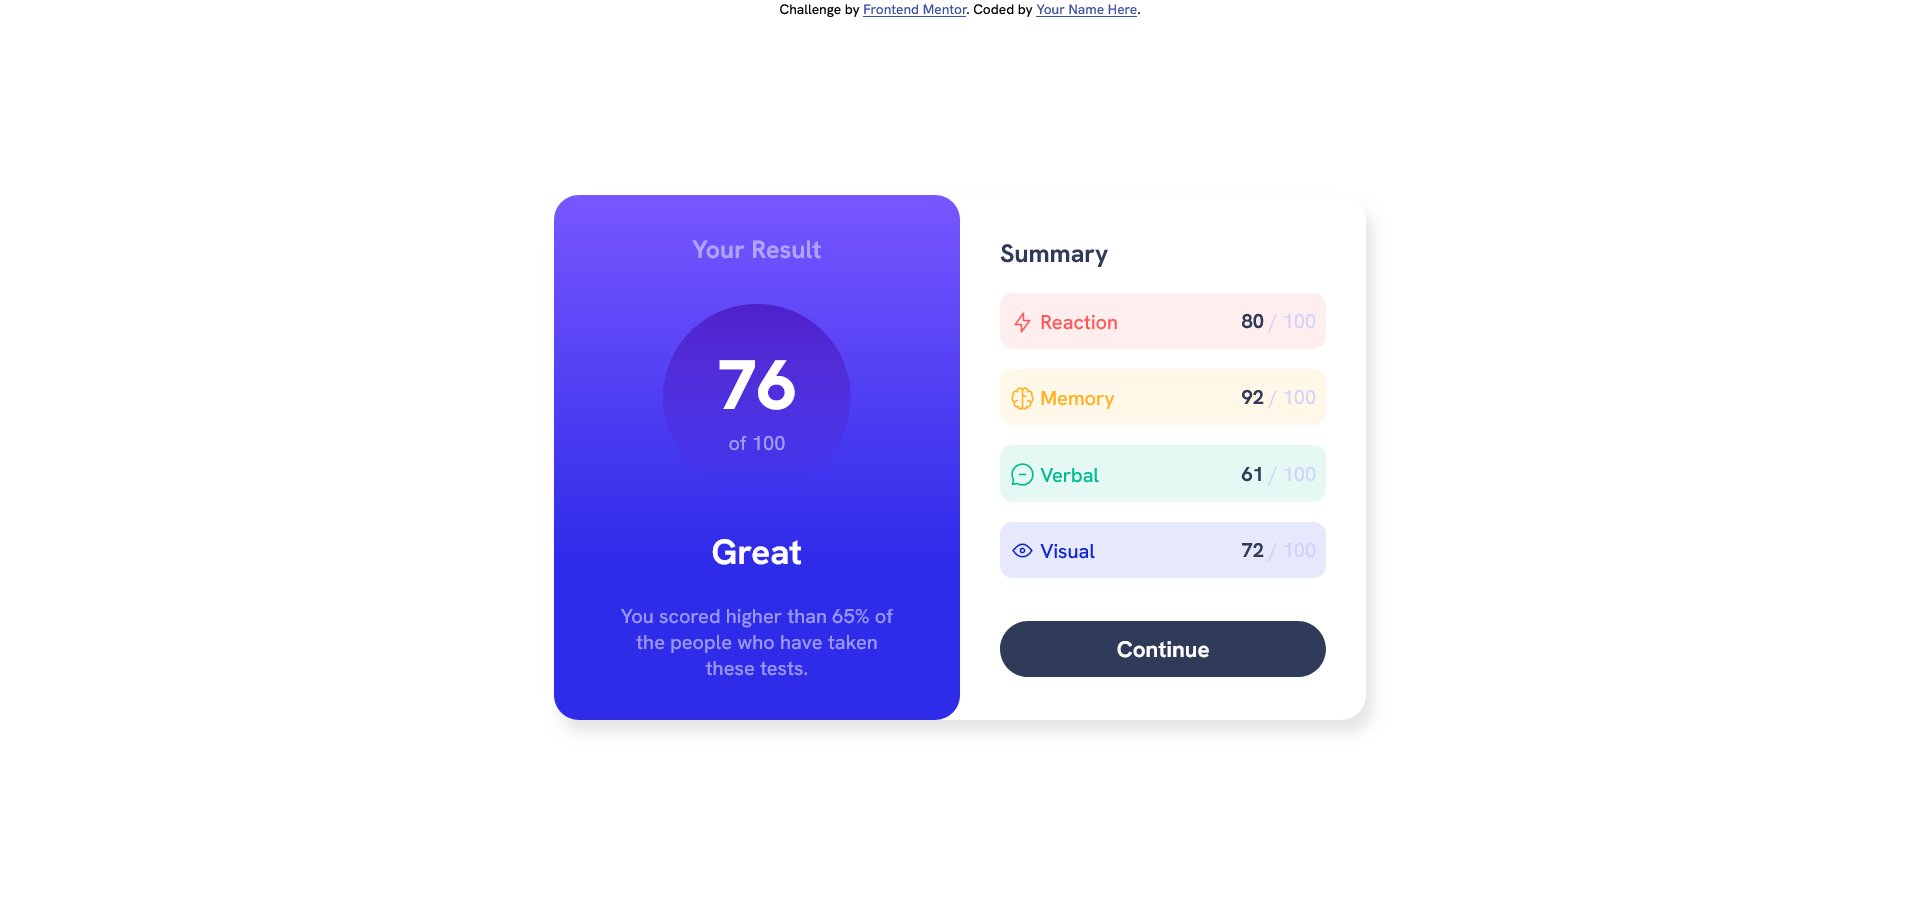 Challenge by Frontend Mentor. Coded by Your Name Here.
Your Result
76
of 100
Great
You scored higher than 65% of
the people who have taken
these tests.
Summary
Reaction 80 / 100
Memory 92 / 100
Verbal 61 / 100
Visual 72 / 100
Continue